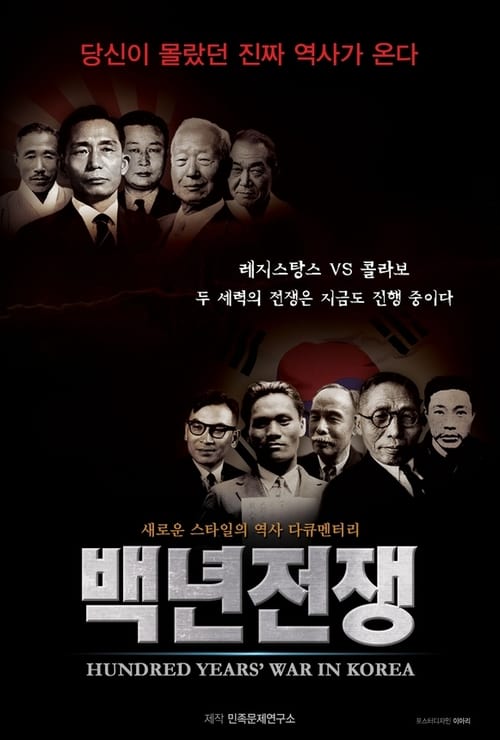 당신이 몰랐던 진짜 역사가 온다
레지스탕스 VS 콜라보
두 세력의 전쟁은 지금도 진행 중이다
새로운 스타일의 역사 다큐멘터리
백년전쟁
HUNDRED YEARS' WAR IN KOREA
제작 민족문제연구소
포스터디자인 이아리